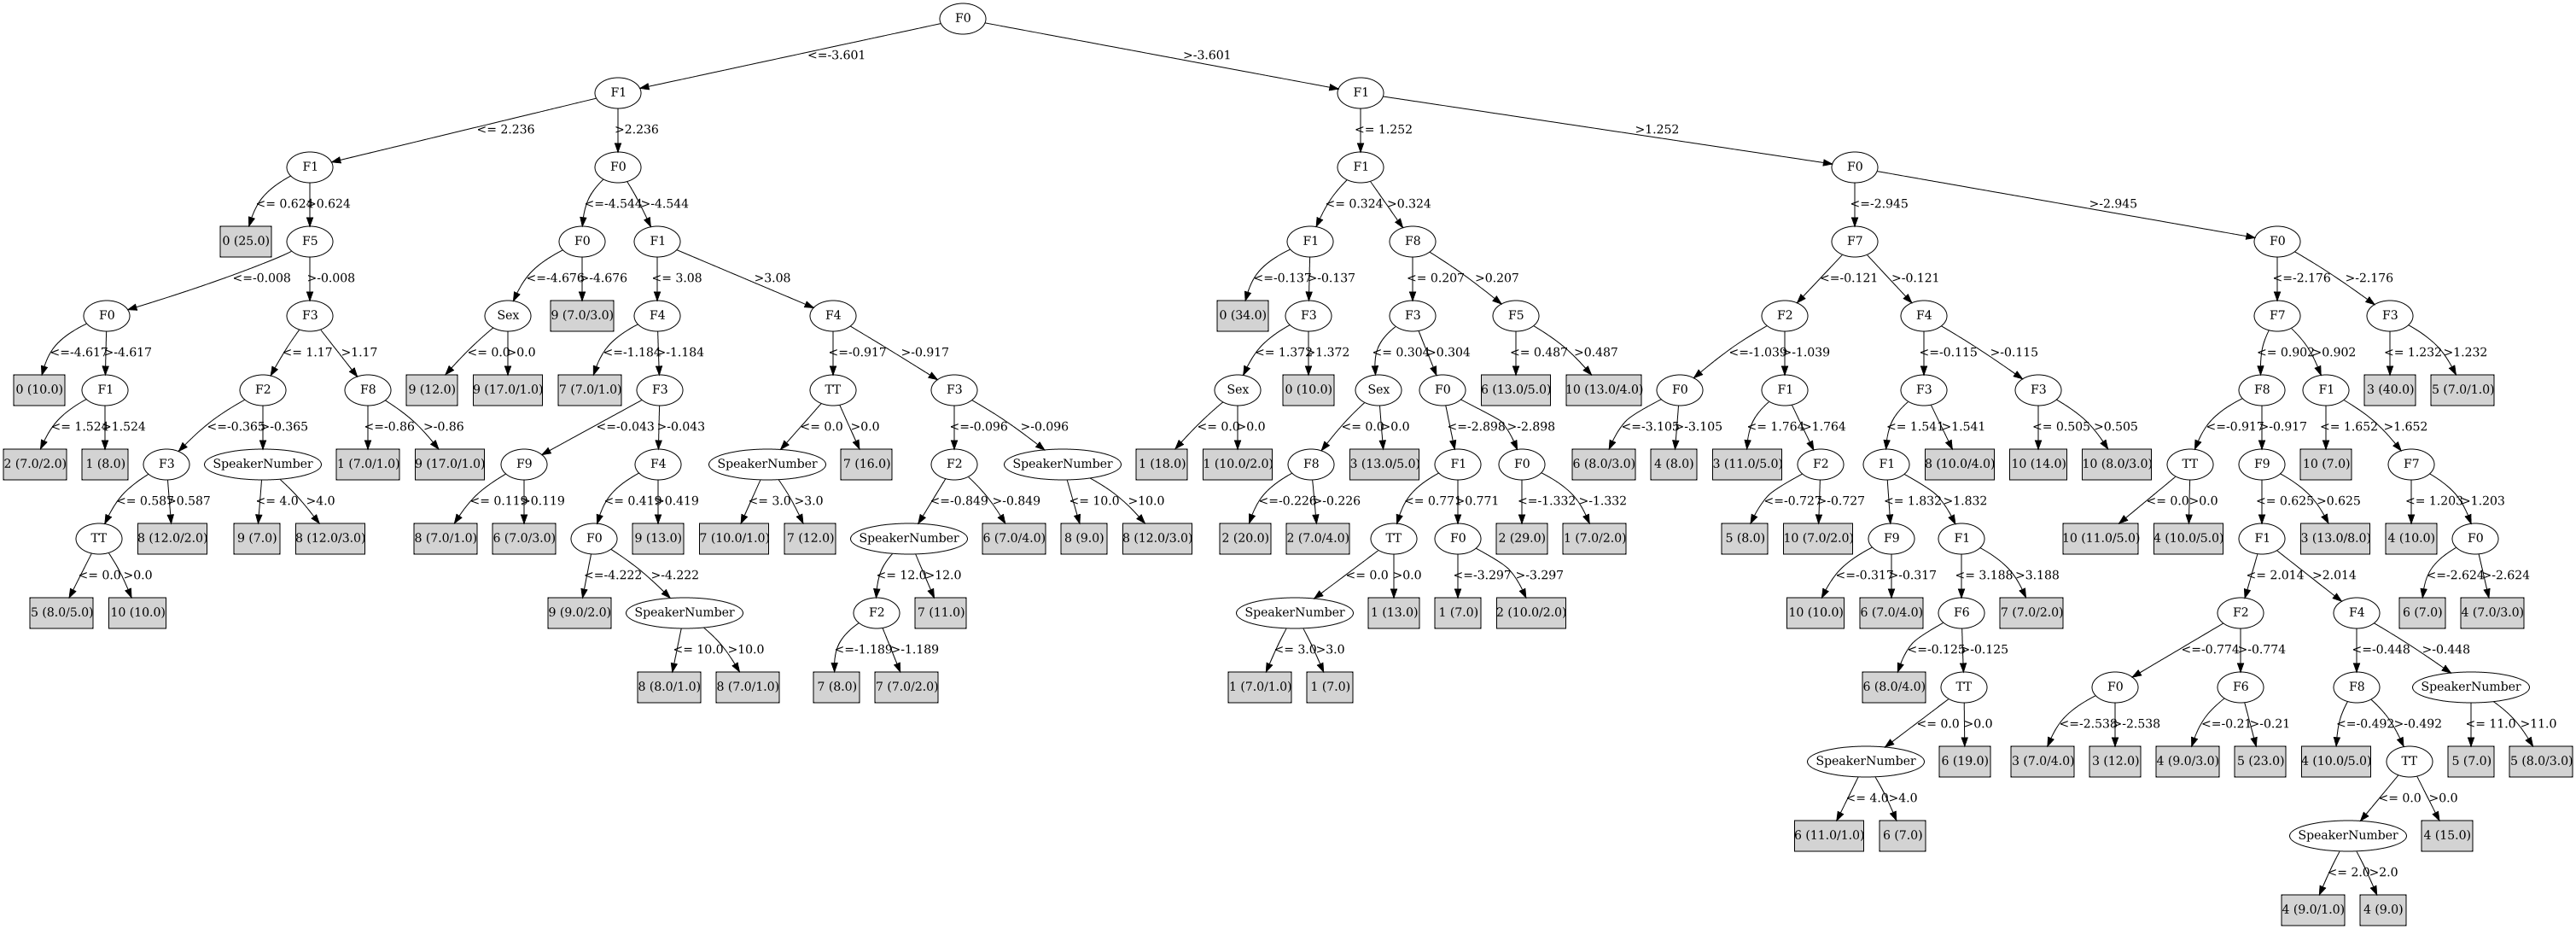 F0
<=-3.601 >-3.601
F1 F1
<= 2.236 >2.236 <= 1.252 >1.252
F1 F0 F1 F0
<= 0.624 >0.624 <=-4.544 >-4.544 <= 0.324 >0.324 <=-2.945 >-2.945
0 (25.0) F5 F0 F1 F1 F8 F7 F0
<=-0.008 >-0.008 <=-4.676 >-4.676 <= 3.08 >3.08 <=-0.137 >-0.137 <= 0.207 >0.207 <=-0.121 >-0.121 <=-2.176 >-2.176
F0 F3 Sex 9 (7.0/3.0) F4 F4 0 (34.0) F3 F3 F5 F2 F4 F7 F3
<=-4.617 >-4.617 <= 1.17 >1.17 <= 0.0 >0.0 <=-1.184 >-1.184 <=-0.917 >-0.917 <= 1.372 >1.372 <= 0.304 >0.304 <= 0.487 >0.487 <=-1.039 >-1.039 <=-0.115 >-0.115 <= 0.902 >0.902 <= 1.232 >1.232
0 (10.0) F1 F2 F8 9 (12.0) 9 (17.0/1.0) 7 (7.0/1.0) F3 TT F3 Sex 0 (10.0) Sex F0 6 (13.0/5.0) 10 (13.0/4.0) F0 F1 F3 F3 F8 F1 3 (40.0) 5 (7.0/1.0)
<= 1.524 >1.524 <=-0.365 >-0.365 <=-0.86 >-0.86 <=-0.043 >-0.043 <= 0.0 >0.0 <=-0.096 >-0.096 <= 0.0 >0.0 <= 0.0 >0.0 <=-2.898 >-2.898 <=-3.105 >-3.105 <= 1.764 >1.764 <= 1.541 >1.541 <= 0.505 >0.505 <=-0.917 >-0.917 <= 1.652 >1.652
2 (7.0/2.0) 1 (8.0) F3 SpeakerNumber 1 (7.0/1.0) 9 (17.0/1.0) F9 F4 SpeakerNumber 7 (16.0) F2 SpeakerNumber 1 (18.0) 1 (10.0/2.0) F8 3 (13.0/5.0) F1 F0 6 (8.0/3.0) 4 (8.0) 3 (11.0/5.0) F2 F1 8 (10.0/4.0) 10 (14.0) 10 (8.0/3.0) TT F9 10 (7.0) F7
<= 0.587 >0.587 <= 4.0 >4.0 <= 0.119 >0.119 <= 0.419 >0.419 <= 3.0 >3.0 <=-0.849 >-0.849 <= 10.0 >10.0 <=-0.226 >-0.226 <= 0.771 >0.771 <=-1.332 >-1.332 <=-0.727 >-0.727 <= 1.832 >1.832 <= 0.0 >0.0 <= 0.625 >0.625 <= 1.203 >1.203
TT 8 (12.0/2.0) 9 (7.0) 8 (12.0/3.0) 8 (7.0/1.0) 6 (7.0/3.0) F0 9 (13.0) 7 (10.0/1.0) 7 (12.0) SpeakerNumber 6 (7.0/4.0) 8 (9.0) 8 (12.0/3.0) 2 (20.0) 2 (7.0/4.0) TT F0 2 (29.0) 1 (7.0/2.0) 5 (8.0) 10 (7.0/2.0) F9 F1 10 (11.0/5.0) 4 (10.0/5.0) F1 3 (13.0/8.0) 4 (10.0) F0
<= 0.0 >0.0 <=-4.222 >-4.222 <= 12.0 >12.0 <= 0.0 >0.0 <=-3.297 >-3.297 <=-0.317 >-0.317 <= 3.188 >3.188 <= 2.014 >2.014 <=-2.624 >-2.624
5 (8.0/5.0) 10 (10.0) 9 (9.0/2.0) SpeakerNumber F2 7 (11.0) SpeakerNumber 1 (13.0) 1 (7.0) 2 (10.0/2.0) 10 (10.0) 6 (7.0/4.0) F6 7 (7.0/2.0) F2 F4 6 (7.0) 4 (7.0/3.0)
<= 10.0 >10.0 <=-1.189 >-1.189 <= 3.0 >3.0 <=-0.125 >-0.125 <=-0.774 >-0.774 <=-0.448 >-0.448
8 (8.0/1.0) 8 (7.0/1.0) 7 (8.0) 7 (7.0/2.0) 1 (7.0/1.0) 1 (7.0) 6 (8.0/4.0) TT F0 F6 F8 SpeakerNumber
<= 0.0 >0.0 <=-2.538 >-2.538 <=-0.21 >-0.21 <=-0.492 >-0.492 <= 11.0 >11.0
SpeakerNumber 6 (19.0) 3 (7.0/4.0) 3 (12.0) 4 (9.0/3.0) 5 (23.0) 4 (10.0/5.0) TT 5 (7.0) 5 (8.0/3.0)
<= 4.0 >4.0 <= 0.0 >0.0
6 (11.0/1.0) 6 (7.0) SpeakerNumber 4 (15.0)
<= 2.0 >2.0
4 (9.0/1.0) 4 (9.0)